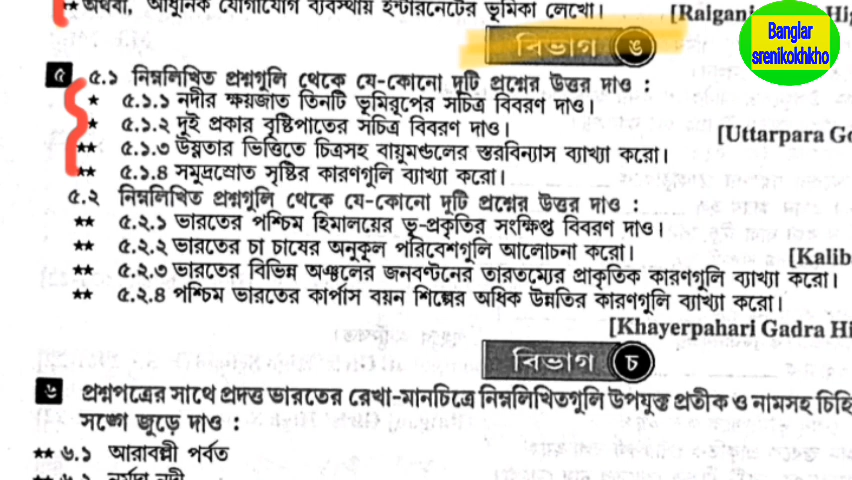 ★★ অথবা, আধুনিক যোগাযোগ ব্যবস্থায় ইন্টারনেটের ভূমিকা লেখো।
[Raiganj
Banglar
srenikokhkho
বিভাগ ঙ
৫ ৫.১ নিম্নলিখিত প্রশ্নগুলি থেকে যে-কোনো দুটি প্রশ্নের উত্তর দাও :
★ ৫.১.১ নদীর ক্ষয়জাত তিনটি ভূমিরূপের সচিত্র বিবরণ দাও।
★ ৫.১.২ দুই প্রকার বৃষ্টিপাতের সচিত্র বিবরণ দাও।
[Uttarpara Go
★★ ৫.১.৩ উষ্ণতার ভিত্তিতে চিত্রসহ বায়ুমণ্ডলের স্তরবিন্যাস ব্যাখ্যা করো।
★★ ৫.১.৪ সমুদ্রস্রোত সৃষ্টির কারণগুলি ব্যাখ্যা করো।
৫.২ নিম্নলিখিত প্রশ্নগুলি থেকে যে-কোনো দুটি প্রশ্নের উত্তর দাও :
★★ ৫.২.১ ভারতের পশ্চিম হিমালয়ের ভূ-প্রকৃতির সংক্ষিপ্ত বিবরণ দাও।
★★ ৫.২.২ ভারতের চা চাষের অনুকূল পরিবেশগুলি আলোচনা করো।
[Kalib
★★ ৫.২.৩ ভারতের বিভিন্ন অঞ্চলের জনবণ্টনের তারতম্যের প্রাকৃতিক কারণগুলি ব্যাখ্যা করো।
★★ ৫.২.৪ পশ্চিম ভারতের কার্পাস বয়ন শিল্পের অধিক উন্নতির কারণগুলি ব্যাখ্যা করো।
[Khayerpahari Gadra Hi
বিভাগ চ
৬ প্রশ্নপত্রের সাথে প্রদত্ত ভারতের রেখা-মানচিত্রে নিম্নলিখিতগুলি উপযুক্ত প্রতীক ও নামসহ চিহ্নি
সঙ্গে জুড়ে দাও :
★★ ৬.১ আরাবল্লী পর্বত
★★ ৬.২ নর্মদা নদী